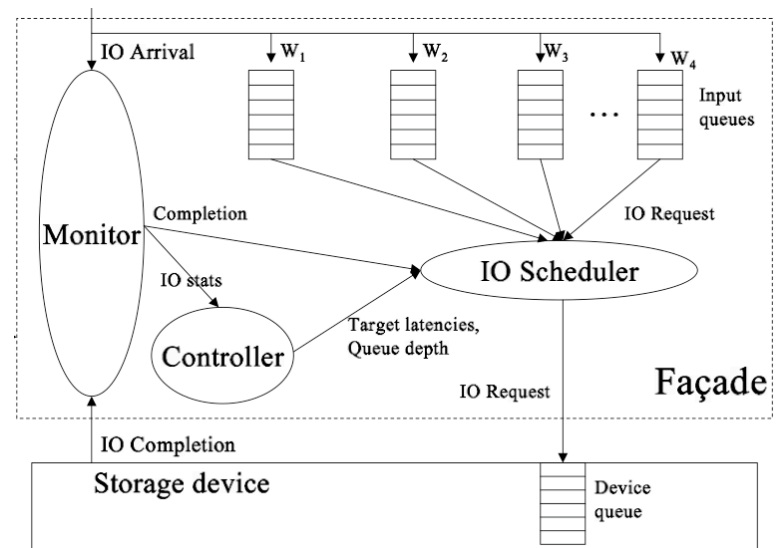 IO Arrival
W1
W2
W3
W4
Input
queues
...
Completion
IO Request
Monitor
IO Scheduler
IO stats
Target latencies,
Queue depth
Controller
IO Request
Façade
IO Completion
Storage device
Device
queue